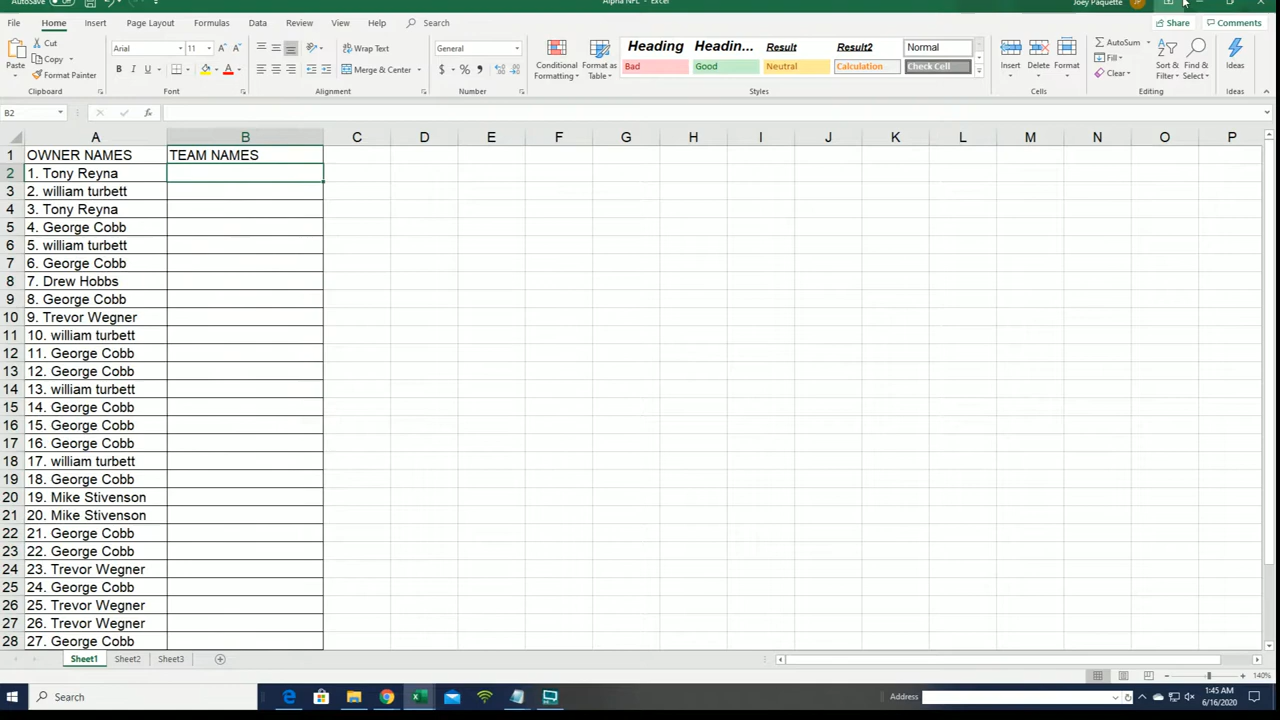 AutoSave Off Alpha NFL - Excel Joey Paquette JP
File Home Insert Page Layout Formulas Data Review View Search Share Comments
Cut
Copy
Format Painter
Paste
Clipboard
Arial 11
B I U
Font
Wrap Text
Merge & Center
Alignment
General
$ % 9
Number
Conditional Formatting
Format as Table
Heading Headin... Result Result2 Normal
Bad Good Neutral Calculation Check Cell
Styles
Insert Delete Format
Cells
AutoSum
Fill
Clear
Sort & Filter
Find & Select
Editing
Ideas
Ideas
B2 fx
A B C D E F G H I J K L M N O P
1 OWNER NAMES TEAM NAMES
2 1. Tony Reyna
3 2. william turbett
4 3. Tony Reyna
5 4. George Cobb
6 5. william turbett
7 6. George Cobb
8 7. Drew Hobbs
9 8. George Cobb
10 9. Trevor Wegner
11 10. william turbett
12 11. George Cobb
13 12. George Cobb
14 13. william turbett
15 14. George Cobb
16 15. George Cobb
17 16. George Cobb
18 17. william turbett
19 18. George Cobb
20 19. Mike Stivenson
21 20. Mike Stivenson
22 21. George Cobb
23 22. George Cobb
24 23. Trevor Wegner
25 24. George Cobb
26 25. Trevor Wegner
27 26. Trevor Wegner
28 27. George Cobb
Sheet1 Sheet2 Sheet3
140%
Search Address 1:45 AM
6/16/2020